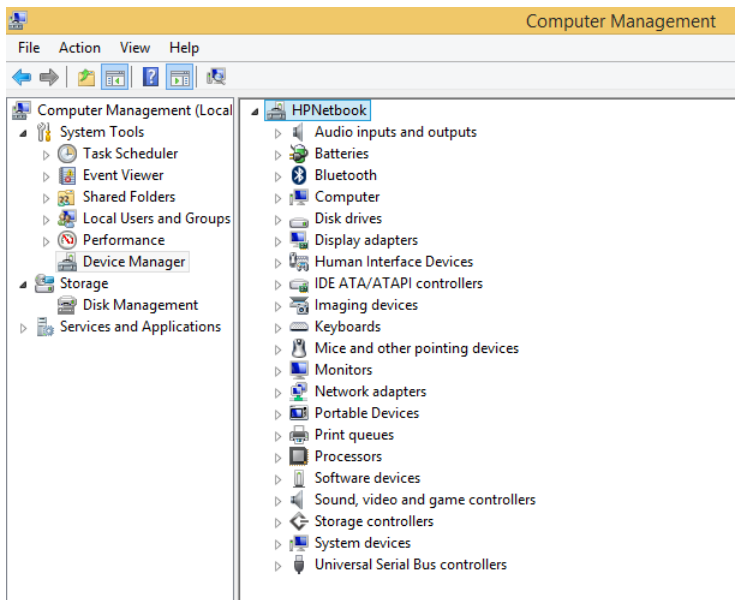 Computer Management
File Action View Help
Computer Management (Local
System Tools
Task Scheduler
Event Viewer
Shared Folders
Local Users and Groups
Performance
Device Manager
Storage
Disk Management
Services and Applications
HPNetbook
Audio inputs and outputs
Batteries
Bluetooth
Computer
Disk drives
Display adapters
Human Interface Devices
IDE ATA/ATAPI controllers
Imaging devices
Keyboards
Mice and other pointing devices
Monitors
Network adapters
Portable Devices
Print queues
Processors
Software devices
Sound, video and game controllers
Storage controllers
System devices
Universal Serial Bus controllers